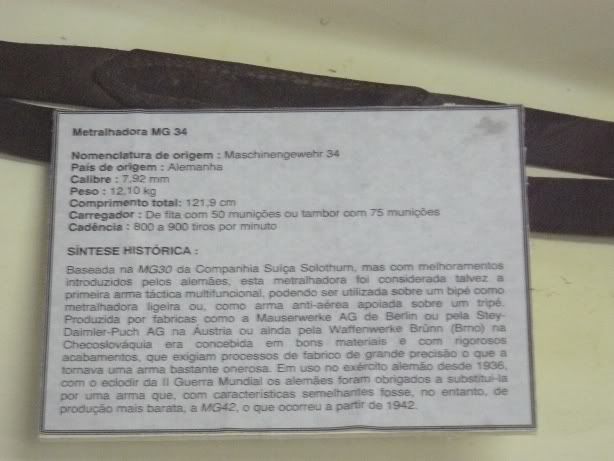 Metralhadora MG 34
Nomenclatura de origem : Maschinengewehr 34
País de origem : Alemanha
Calibre : 7,92 mm
Peso : 12,10 kg
Comprimento total: 121,9 cm
Carregador : De fita com 50 munições ou tambor com 75 munições
Cadência : 800 a 900 tiros por minuto
SÍNTESE HISTÓRICA :
Baseada na MG30 da Companhia Suiça Solothurn, mas com melhoramentos
introduzidos pelos alemães, esta metralhadora foi considerada talvez a
primeira arma táctica multifuncional, podendo ser utilizada sobre um bipé como
metralhadora ligeira ou, como arma anti-aérea apoiada sobre um tripé.
Produzida por fabricas como a Mauserwerke AG de Berlin ou pela Stey-
Daimler-Puch AG na Áustria ou ainda pela Waffenwerke Brünn (Brno) na
Checoslováquia era concebida em bons materiais e com rigorosos
acabamentos, que exigiam processos de fabrico de grande precisão o que a
tornava uma arma bastante onerosa. Em uso no exército alemão desde 1936,
com o eclodir da II Guerra Mundial os alemães foram obrigados a substitui-la
por uma arma que, com características semelhantes fosse, no entanto, de
produção mais barata, a MG42, o que ocorreu a partir de 1942.